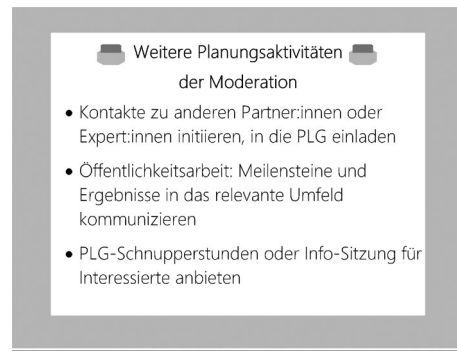 Weitere Planungsaktivitäten
der Moderation
• Kontakte zu anderen Partner:innen oder
Expert:innen initiieren, in die PLG einladen
• Öffentlichkeitsarbeit: Meilensteine und
Ergebnisse in das relevante Umfeld
kommunizieren
• PLG-Schnupperstunden oder Info-Sitzung für
Interessierte anbieten